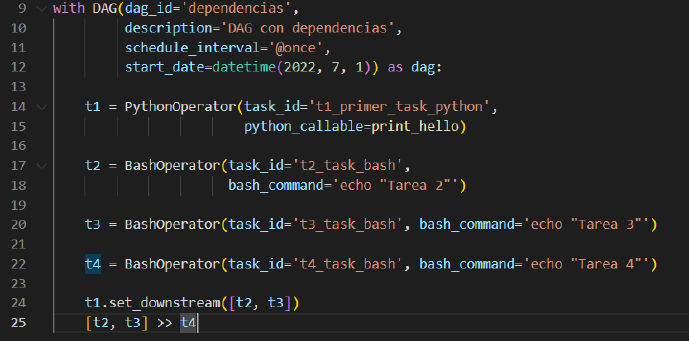 9 with DAG(dag_id='dependencias',
10 description='DAG con dependencias',
11 schedule_interval='@once',
12 start_date=datetime(2022, 7, 1)) as dag:
13
14 t1 = PythonOperator(task_id='t1_primer_task_python',
15 python_callable=print_hello)
16
17 t2 = BashOperator(task_id='t2_task_bash',
18 bash_command='echo "Tarea 2"')
19
20 t3 = BashOperator(task_id='t3_task_bash', bash_command='echo "Tarea 3"')
21
22 t4 = BashOperator(task_id='t4_task_bash', bash_command='echo "Tarea 4"')
23
24 t1.set_downstream([t2, t3])
25 [t2, t3] >> t4